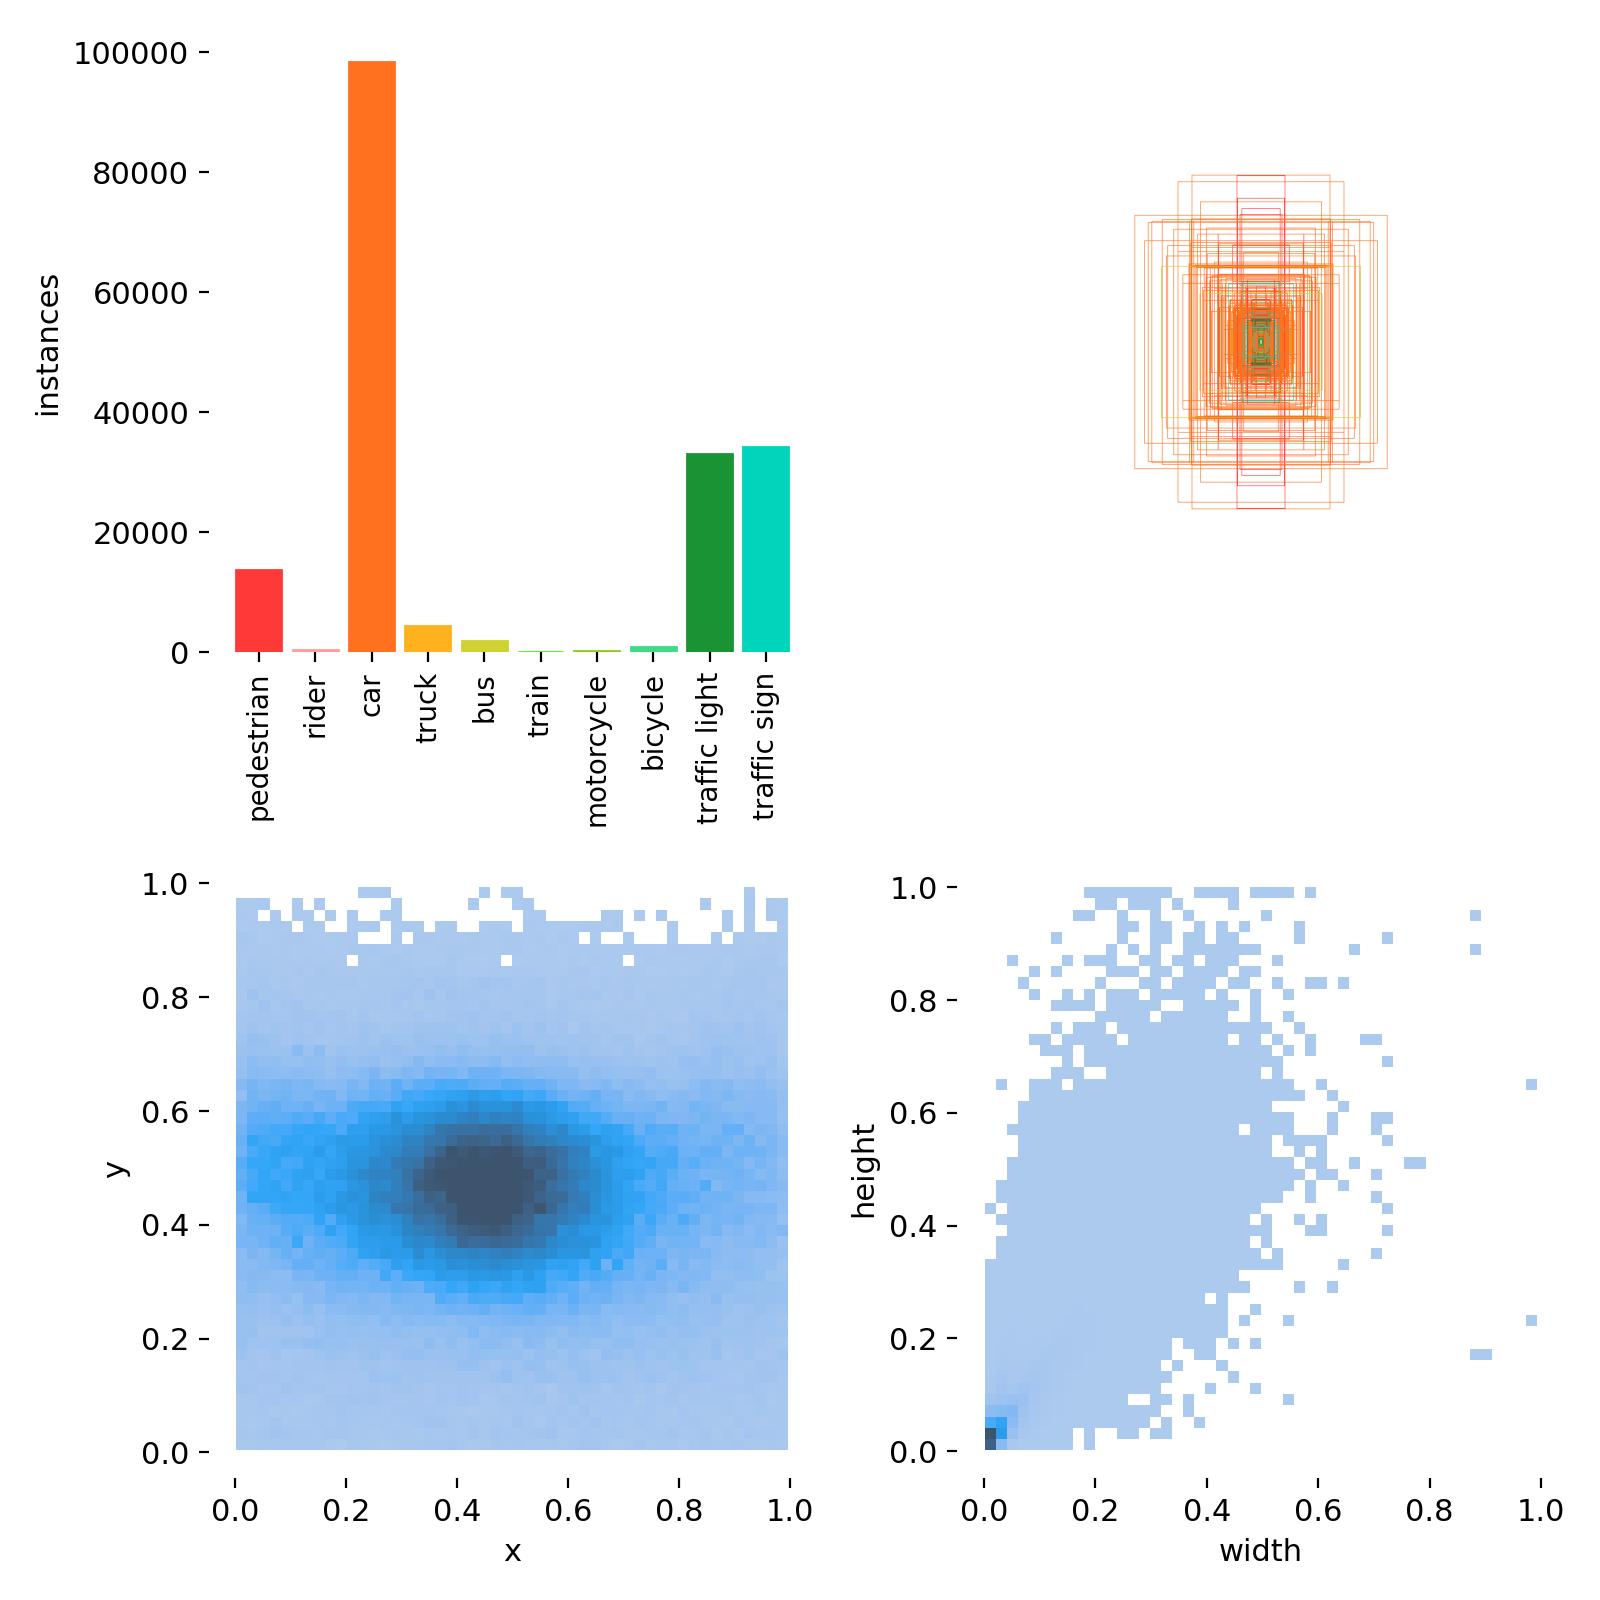 100000
80000
60000
40000
20000
0
instances
pedestrian
rider
car
truck
bus
train
motorcycle
bicycle
traffic light
traffic sign
1.0
0.8
0.6
0.4
0.2
0.0
y
0.0 0.2 0.4 0.6 0.8 1.0
x
1.0
0.8
0.6
0.4
0.2
0.0
height
0.0 0.2 0.4 0.6 0.8 1.0
width